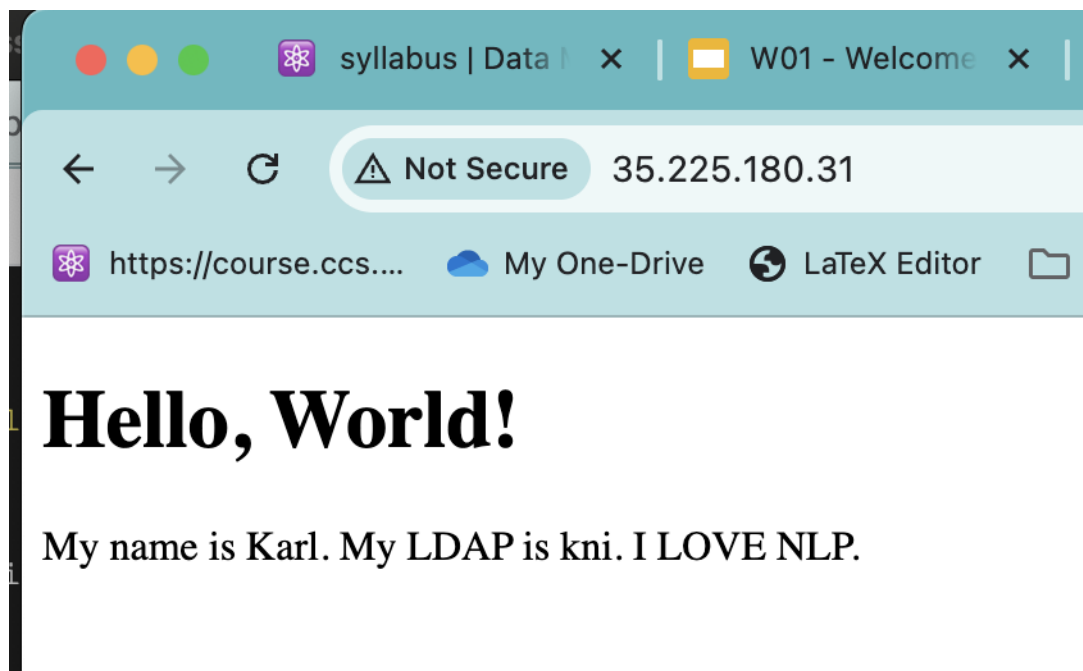 syllabus | Data
W01 - Welcome
Not Secure 35.225.180.31
https://course.ccs.... My One-Drive LaTeX Editor
Hello, World!
My name is Karl. My LDAP is kni. I LOVE NLP.